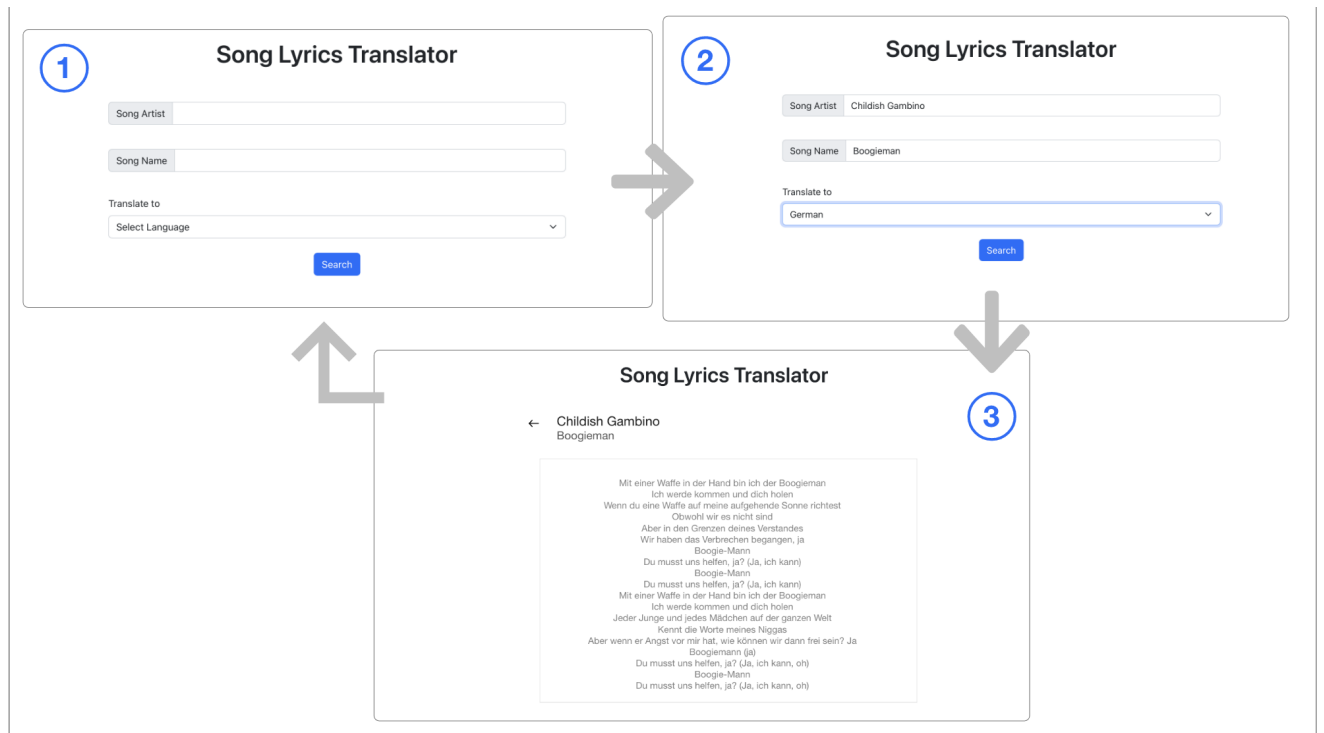 1
Song Lyrics Translator
Song Artist
Song Name
Translate to
Select Language
Search
2
Song Lyrics Translator
Song Artist Childish Gambino
Song Name Boogieman
Translate to
German
Search
3
Song Lyrics Translator
← Childish Gambino
Boogieman
Mit einer Waffe in der Hand bin ich der Boogieman
Ich werde kommen und dich holen
Wenn du eine Waffe auf meine aufgehende Sonne richtest
Obwohl wir es nicht sind
Aber in den Grenzen deines Verstandes
Wir haben das Verbrechen begangen, ja
Boogie-Mann
Du musst uns helfen, ja? (Ja, ich kann)
Boogie-Mann
Du musst uns helfen, ja? (Ja, ich kann)
Mit einer Waffe in der Hand bin ich der Boogieman
Ich werde kommen und dich holen
Jeder Junge und jedes Mädchen auf der ganzen Welt
Kennt die Worte meines Niggas
Aber wenn er Angst vor mir hat, wie können wir dann frei sein? Ja
Boogiemann (ja)
Du musst uns helfen, ja? (Ja, ich kann, oh)
Boogie-Mann
Du musst uns helfen, ja? (Ja, ich kann, oh)